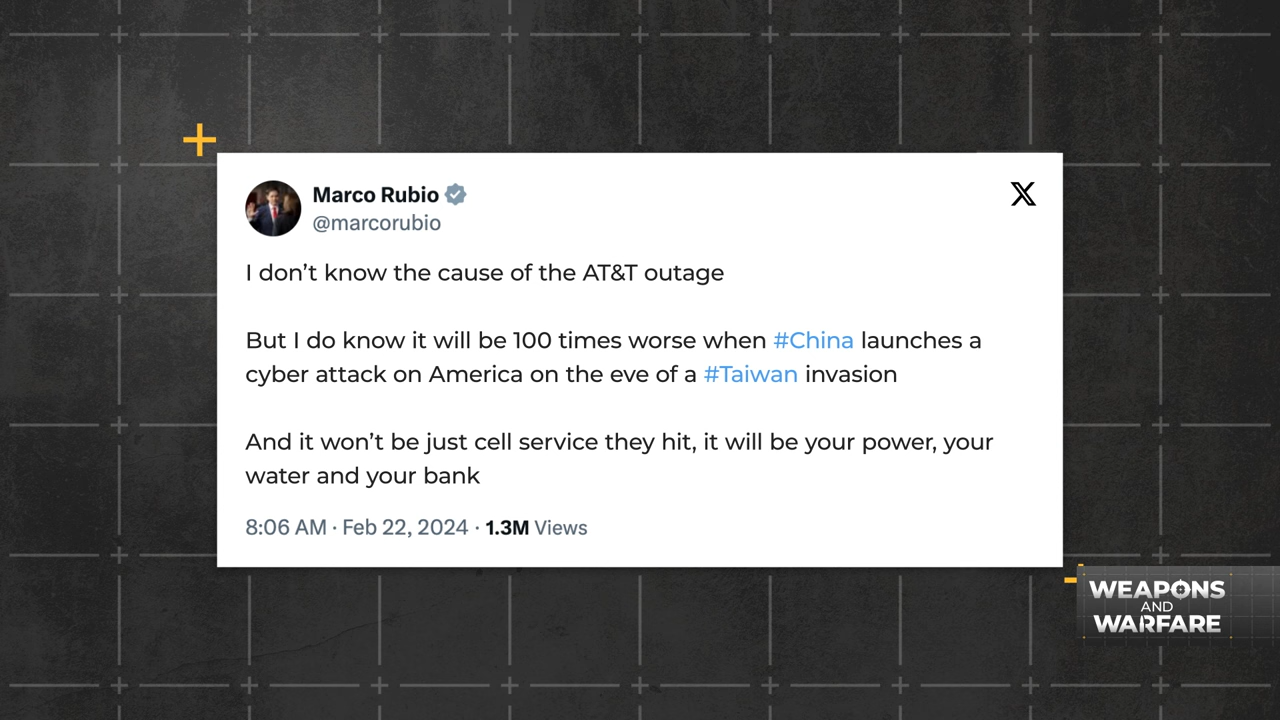 Marco Rubio
@marcorubio
I don’t know the cause of the AT&T outage
But I do know it will be 100 times worse when #China launches a
cyber attack on America on the eve of a #Taiwan invasion
And it won’t be just cell service they hit, it will be your power, your
water and your bank
8:06 AM · Feb 22, 2024 · 1.3M Views
WEAPONS
AND
WARFARE